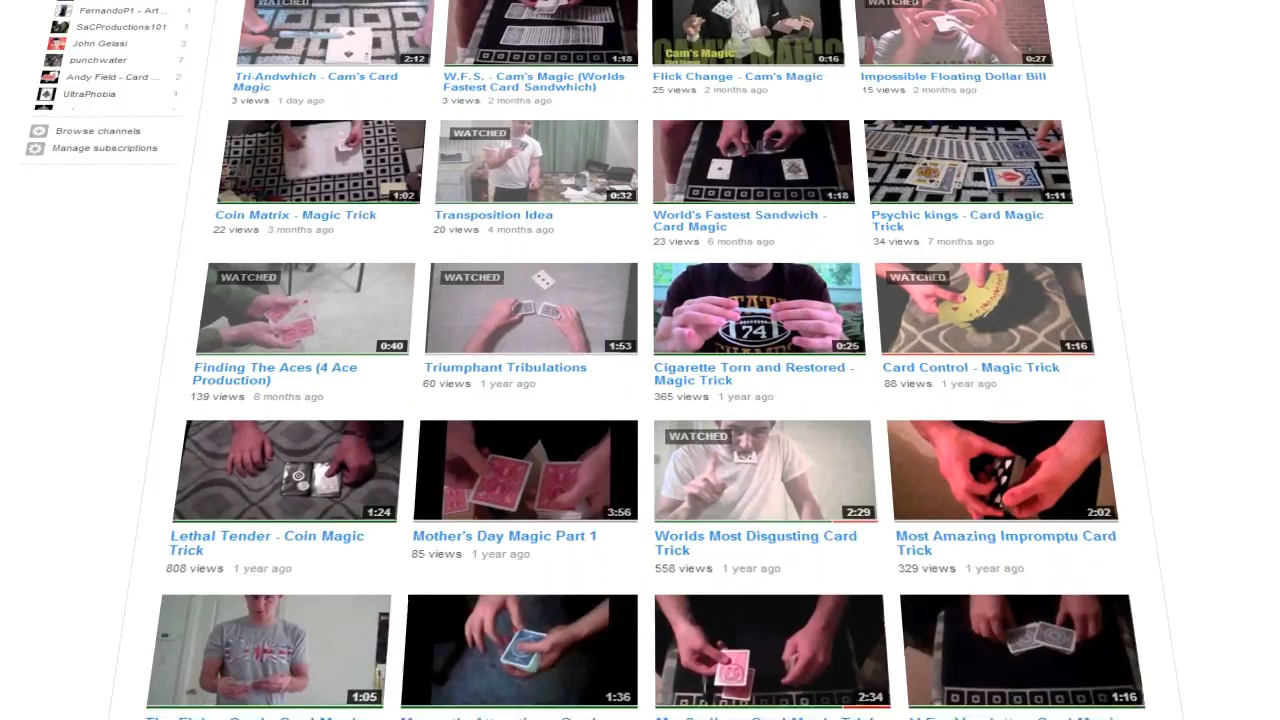 FernandoP1 - Art ... 1
SaCProductions101 1
John Gelasi 3
punchwater 7
Andy Field - Card ... 2
UltraPhobia 1
Browse channels
Manage subscriptions
WATCHED
WATCHED
Cam's Magic
WATCHED
2:12
1:18
0:16
0:27
Tri-Andwhich - Cam's Card
Magic
3 views 1 day ago
W.F.S. - Cam's Magic (Worlds
Fastest Card Sandwhich)
3 views 2 months ago
Flick Change - Cam's Magic
25 views 2 months ago
Impossible Floating Dollar Bill
15 views 2 months ago
1:02
WATCHED
0:32
1:18
1:11
Coin Matrix - Magic Trick
22 views 3 months ago
Transposition Idea
20 views 4 months ago
World's Fastest Sandwich -
Card Magic
23 views 6 months ago
Psychic kings - Card Magic
Trick
34 views 7 months ago
WATCHED
0:40
WATCHED
1:53
74
0:25
WATCHED
1:16
Finding The Aces (4 Ace
Production)
139 views 8 months ago
Triumphant Tribulations
60 views 1 year ago
Cigarette Torn and Restored -
Magic Trick
365 views 1 year ago
Card Control - Magic Trick
88 views 1 year ago
1:24
3:56
WATCHED
2:29
2:02
Lethal Tender - Coin Magic
Trick
808 views 1 year ago
Mother's Day Magic Part 1
85 views 1 year ago
Worlds Most Disgusting Card
Trick
558 views 1 year ago
Most Amazing Impromptu Card
Trick
329 views 1 year ago
1:05
1:36
2:34
1:16